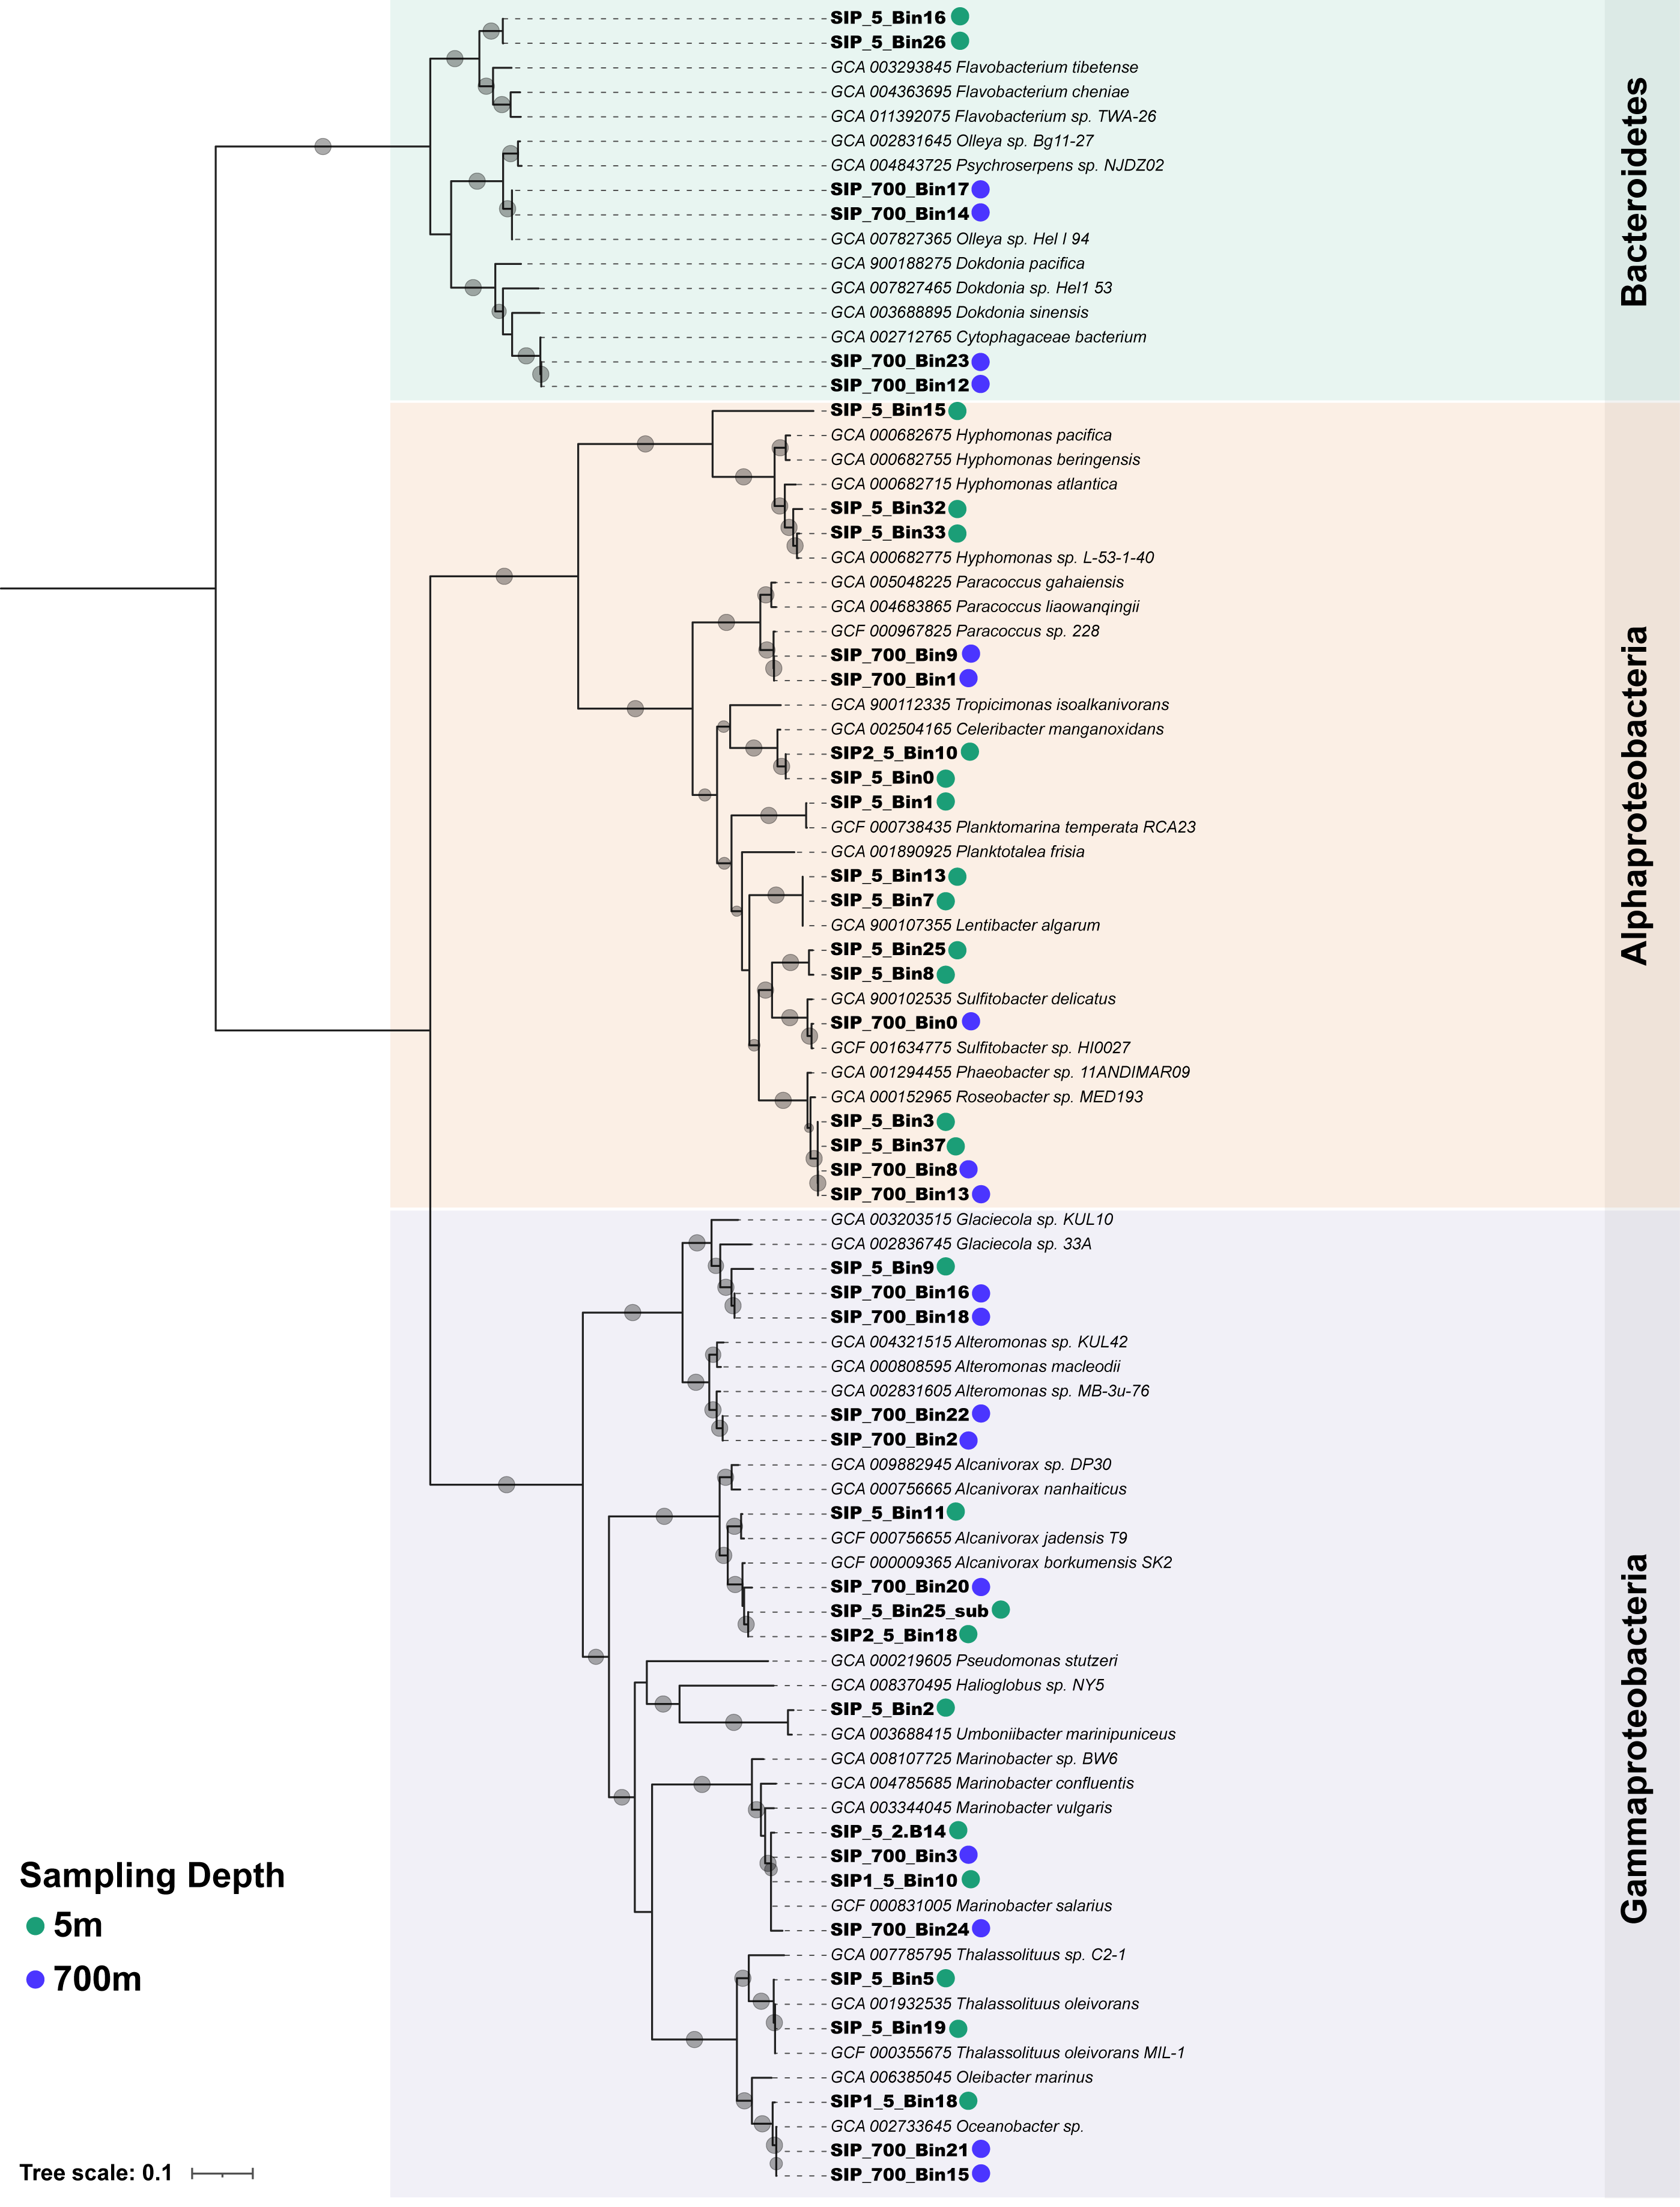 SIP_5_Bin16
SIP_5_Bin26
GCA 003293845 Flavobacterium tibetense
GCA 004363695 Flavobacterium cheniae
GCA 011392075 Flavobacterium sp. TWA-26
GCA 002831645 Olleya sp. Bg11-27
GCA 004843725 Psychroserpens sp. NJDZ02
SIP_700_Bin17
SIP_700_Bin14
GCA 007827365 Olleya sp. Hel I 94
GCA 900188275 Dokdonia pacifica
GCA 007827465 Dokdonia sp. Hel1 53
GCA 003688895 Dokdonia sinensis
GCA 002712765 Cytophagaceae bacterium
SIP_700_Bin23
SIP_700_Bin12
Bacteroidetes
SIP_5_Bin15
GCA 000682675 Hyphomonas pacifica
GCA 000682755 Hyphomonas beringensis
GCA 000682715 Hyphomonas atlantica
SIP_5_Bin32
SIP_5_Bin33
GCA 000682775 Hyphomonas sp. L-53-1-40
GCA 005048225 Paracoccus gahaiensis
GCA 004683865 Paracoccus liaowanqingii
GCF 000967825 Paracoccus sp. 228
SIP_700_Bin9
SIP_700_Bin1
GCA 900112335 Tropicimonas isoalkanivorans
GCA 002504165 Celeribacter manganoxidans
SIP2_5_Bin10
SIP_5_Bin0
SIP_5_Bin1
GCF 000738435 Planktomarina temperata RCA23
GCA 001890925 Planktotalea frisia
SIP_5_Bin13
SIP_5_Bin7
GCA 900107355 Lentibacter algarum
SIP_5_Bin25
SIP_5_Bin8
GCA 900102535 Sulfitobacter delicatus
SIP_700_Bin0
GCF 001634775 Sulfitobacter sp. HI0027
GCA 001294455 Phaeobacter sp. 11ANDIMAR09
GCA 000152965 Roseobacter sp. MED193
SIP_5_Bin3
SIP_5_Bin37
SIP_700_Bin8
SIP_700_Bin13
Alphaproteobacteria
GCA 003203515 Glaciecola sp. KUL10
GCA 002836745 Glaciecola sp. 33A
SIP_5_Bin9
SIP_700_Bin16
SIP_700_Bin18
GCA 004321515 Alteromonas sp. KUL42
GCA 000808595 Alteromonas macleodii
GCA 002831605 Alteromonas sp. MB-3u-76
SIP_700_Bin22
SIP_700_Bin2
GCA 009882945 Alcanivorax sp. DP30
GCA 000756665 Alcanivorax nanhaiticus
SIP_5_Bin11
GCF 000756655 Alcanivorax jadensis T9
GCF 000009365 Alcanivorax borkumensis SK2
SIP_700_Bin20
SIP_5_Bin25_sub
SIP2_5_Bin18
GCA 000219605 Pseudomonas stutzeri
GCA 008370495 Halioglobus sp. NY5
SIP_5_Bin2
GCA 003688415 Umboniibacter marinipuniceus
GCA 008107725 Marinobacter sp. BW6
GCA 004785685 Marinobacter confluentis
GCA 003344045 Marinobacter vulgaris
SIP_5_2.B14
SIP_700_Bin3
SIP1_5_Bin10
GCF 000831005 Marinobacter salarius
SIP_700_Bin24
GCA 007785795 Thalassolituus sp. C2-1
SIP_5_Bin5
GCA 001932535 Thalassolituus oleivorans
SIP_5_Bin19
GCF 000355675 Thalassolituus oleivorans MIL-1
GCA 006385045 Oleibacter marinus
SIP1_5_Bin18
GCA 002733645 Oceanobacter sp.
SIP_700_Bin21
SIP_700_Bin15
Gammaproteobacteria
Sampling Depth
5m
700m
Tree scale: 0.1